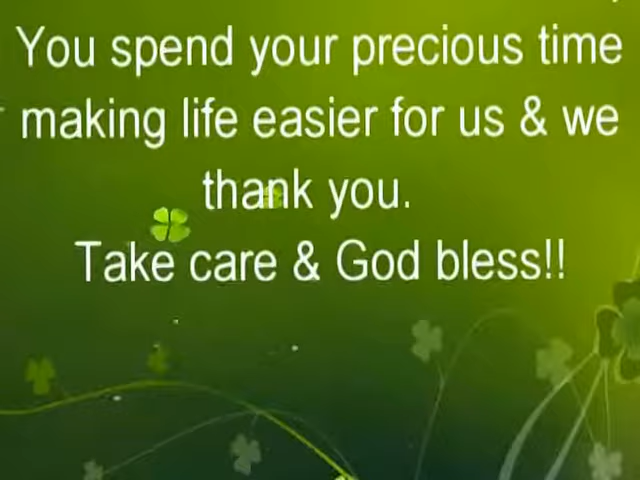 You spend your precious time
making life easier for us & we
thank you.
Take care & God bless!!